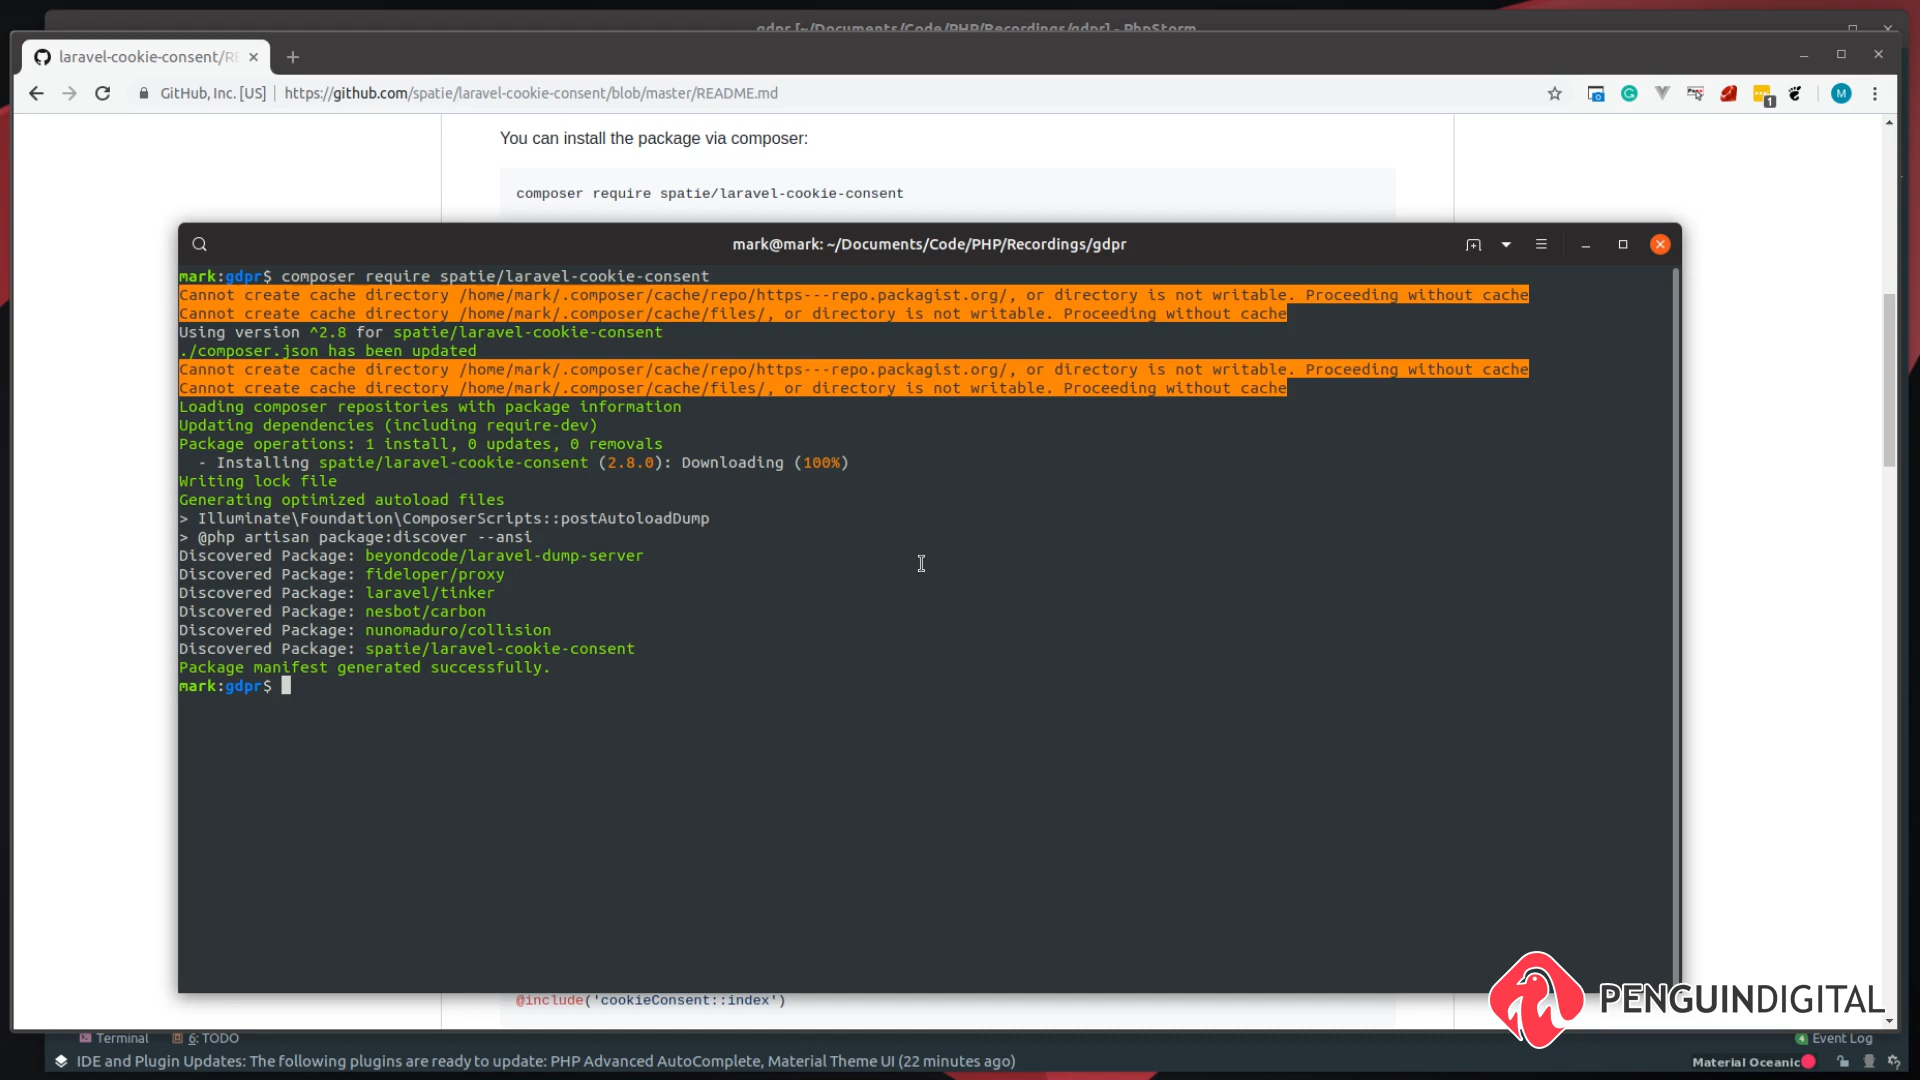 gdpr [~/Documents/Code/PHP/Recordings/gdpr] - PhpStorm
laravel-cookie-consent/RE
GitHub, Inc. [US]
https://github.com/spatie/laravel-cookie-consent/blob/master/README.md
1
M
You can install the package via composer:
composer require spatie/laravel-cookie-consent
mark@mark: ~/Documents/Code/PHP/Recordings/gdpr
mark:gdpr$ composer require spatie/laravel-cookie-consent
Cannot create cache directory /home/mark/.composer/cache/repo/https---repo.packagist.org/, or directory is not writable. Proceeding without cache
Cannot create cache directory /home/mark/.composer/cache/files/, or directory is not writable. Proceeding without cache
Using version ^2.8 for spatie/laravel-cookie-consent
./composer.json has been updated
Cannot create cache directory /home/mark/.composer/cache/repo/https---repo.packagist.org/, or directory is not writable. Proceeding without cache
Cannot create cache directory /home/mark/.composer/cache/files/, or directory is not writable. Proceeding without cache
Loading composer repositories with package information
Updating dependencies (including require-dev)
Package operations: 1 install, 0 updates, 0 removals
  - Installing spatie/laravel-cookie-consent (2.8.0): Downloading (100%)
Writing lock file
Generating optimized autoload files
> Illuminate\Foundation\ComposerScripts::postAutoloadDump
> @php artisan package:discover --ansi
Discovered Package: beyondcode/laravel-dump-server
Discovered Package: fideloper/proxy
Discovered Package: laravel/tinker
Discovered Package: nesbot/carbon
Discovered Package: nunomaduro/collision
Discovered Package: spatie/laravel-cookie-consent
Package manifest generated successfully.
mark:gdpr$
@include('cookieConsent::index')
PENGUINDIGITAL
Terminal
6: TODO
4 Event Log
IDE and Plugin Updates: The following plugins are ready to update: PHP Advanced AutoComplete, Material Theme UI (22 minutes ago)
Material Oceanic